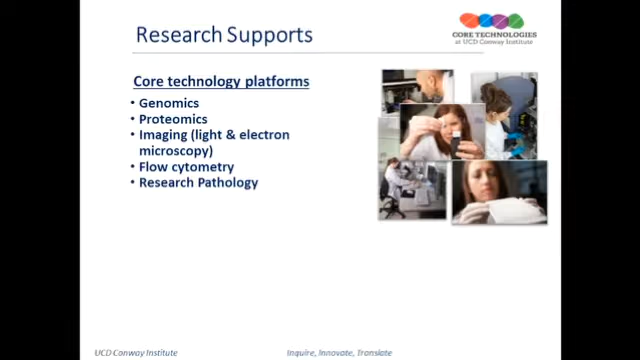 Research Supports
CORE TECHNOLOGIES
at UCD Conway Institute
Core technology platforms
• Genomics
• Proteomics
• Imaging (light & electron
microscopy)
• Flow cytometry
• Research Pathology
UCD Conway Institute
Inquire, Innovate, Translate